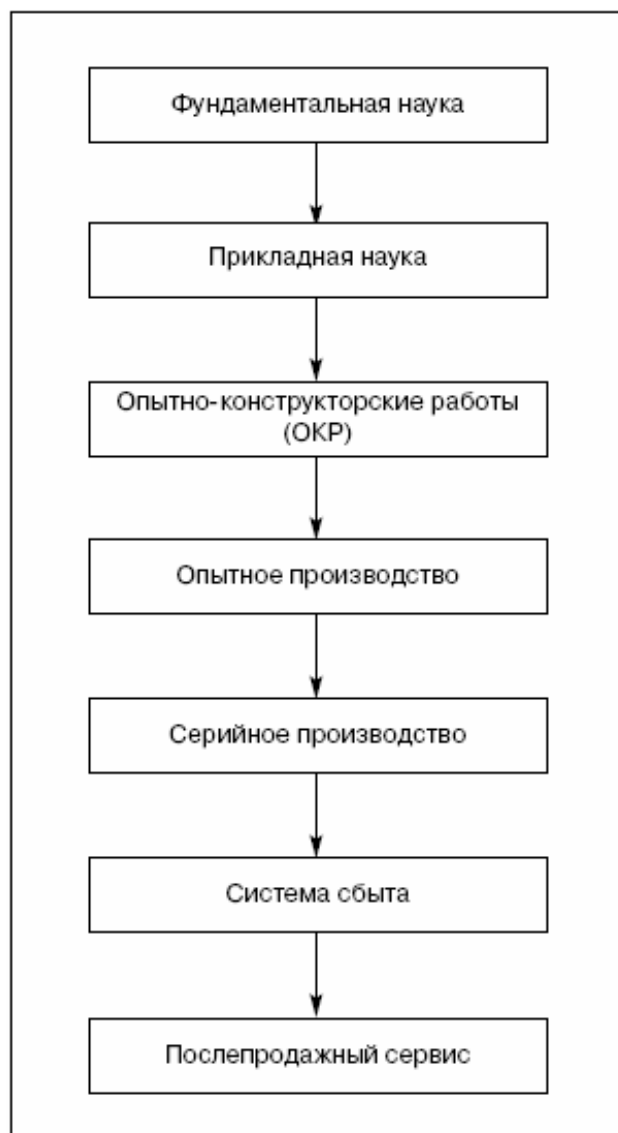 Фундаментальная наука
Прикладная наука
Опытно-конструкторские работы
(ОКР)
Опытное производство
Серийное производство
Система сбыта
Послепродажный сервис